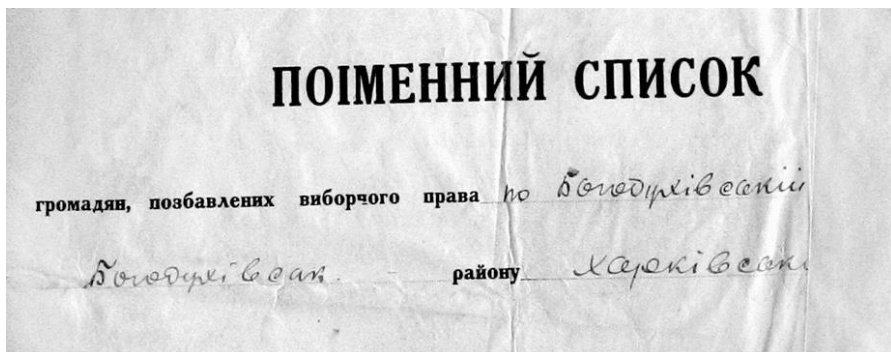 ПОІМЕННИЙ СПИСОК
громадян, позбавлених виборчого права по Богодухівській
Богодухівськ. району Харківськ